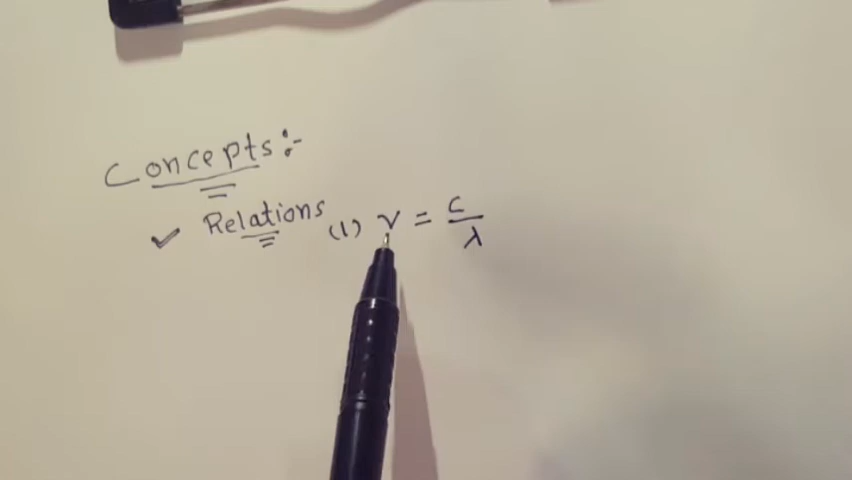 Concepts:-
✓ Relations (1) ν = c/λ